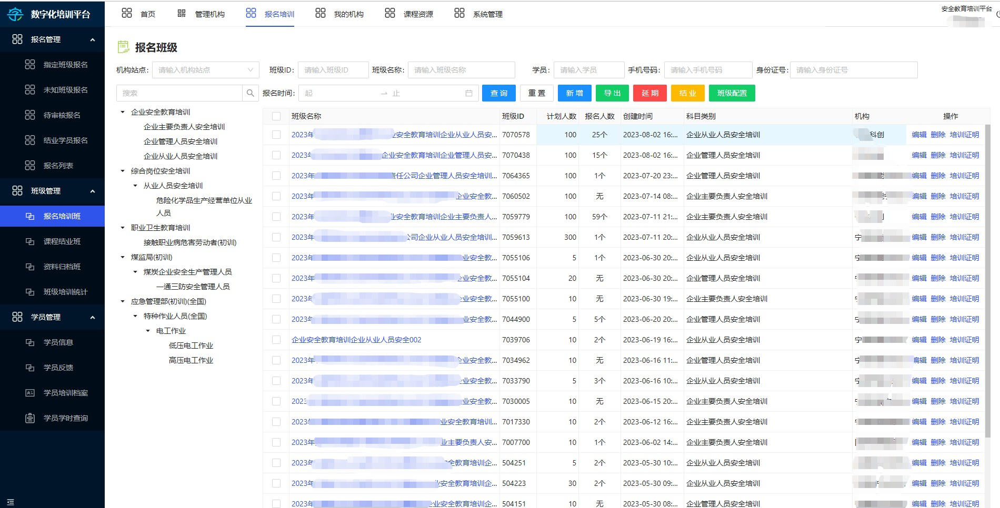 数字化培训平台
首页 管理机构 报名培训 我的机构 课程资源 系统管理
安全教育培训平台
报名管理
指定班级报名
未知班级报名
待审核报名
结业学员报名
报名列表
班级管理
报名培训班
课程结业班
资料归档班
班级培训统计
学员管理
学员信息
学员反馈
学员培训档案
学员学时查询
报名班级
机构站点: 请输入机构站点 班级ID: 请输入班级ID 班级名称: 请输入班级名称 学员: 请输入学员 手机号码: 请输入手机号码 身份证号: 请输入身份证号
搜索 报名时间: 起 → 止 查询 重置 新增 导出 延期 结业 班级配置
企业安全教育培训
企业主要负责人安全培训
企业管理人员安全培训
企业从业人员安全培训
综合岗位安全培训
从业人员安全培训
危险化学品生产经营单位从业
人员
职业卫生教育培训
接触职业病危害劳动者(初训)
煤监局(初训)
煤炭企业安全生产管理人员
一通三防安全管理人员
应急管理部(初训)(全国)
特种作业人员(全国)
电工作业
低压电工作业
高压电工作业
班级名称 班级ID 计划人数 报名人数 创建时间 科目类别 机构 操作
2023年 业安全教育培训企业从业人员安... 7070578 100 25个 2023-08-02 16:... 企业从业人员安全培训 科创 编辑 删除 培训证明
2023年 企业安全教育培训企业管理人员安... 7070438 100 15个 2023-08-02 16:... 企业管理人员安全培训 编辑 删除 培训证明
2023年 责任公司企业管理人员安全培训... 7064365 100 1个 2023-07-20 23:... 企业管理人员安全培训 编辑 删除 培训证明
2023年 企业安全教... 7060502 100 无 2023-07-14 08:... 企业主要负责人安全培训 编辑 删除 培训证明
2023年 业安全教育培训企业主要负责人... 7059779 100 59个 2023-07-11 21:... 企业主要负责人安全培训 编辑 删除 培训证明
2023年 公司企业从业人员安全培训... 7059613 300 1个 2023-07-11 20:... 企业从业人员安全培训 宁 编辑 删除 培训证明
2023年 业安全教... 7055106 5 1个 2023-06-30 20:... 企业从业人员安全培训 宁 编辑 删除 培训证明
2023年 企业安全教... 7055104 20 无 2023-06-30 20:... 企业管理人员安全培训 编辑 删除 培训证明
2023年 企业安全教... 7055100 10 无 2023-06-30 19:... 企业主要负责人安全培训 编辑 删除 培训证明
2023年 业安全教... 7044900 5 5个 2023-06-20 20:... 企业管理人员安全培训 编辑 删除 培训证明
企业安全教育培训企业从业人员安全002 7039706 10 2个 2023-06-19 16:... 企业从业人员安全培训 宁 编辑 删除 培训证明
2023年 企业安全教... 7034962 10 无 2023-06-16 11:... 企业管理人员安全培训 宁 编辑 删除 培训证明
2023年 业安全教... 7033790 5 3个 2023-06-16 10:... 企业从业人员安全培训 宁 编辑 删除 培训证明
2023 业安全教... 7030005 10 无 2023-06-15 20:... 企业主要负责人安全培训 编辑 删除 培训证明
2023年 业安全教育培训... 7017330 10 2个 2023-06-12 16:... 企业主要负责人安全培训 编辑 删除 培训证明
2023年 业主要负责人安... 7007700 10 1个 2023-06-02 14:... 企业主要负责人安全培训 编辑 删除 培训证明
2023年 安全教育培训企... 504251 5 2个 2023-05-30 10:... 企业从业人员安全培训 编辑 删除 培训证明
2023年 业安全教育培训企... 504223 30 2个 2023-05-30 09:... 企业从业人员安全培训 编辑 删除 培训证明
2023年 企业安全教育培训企... 504151 10 无 2023-05-30 08:... 企业主要负责人安全培训 编辑 删除 培训证明